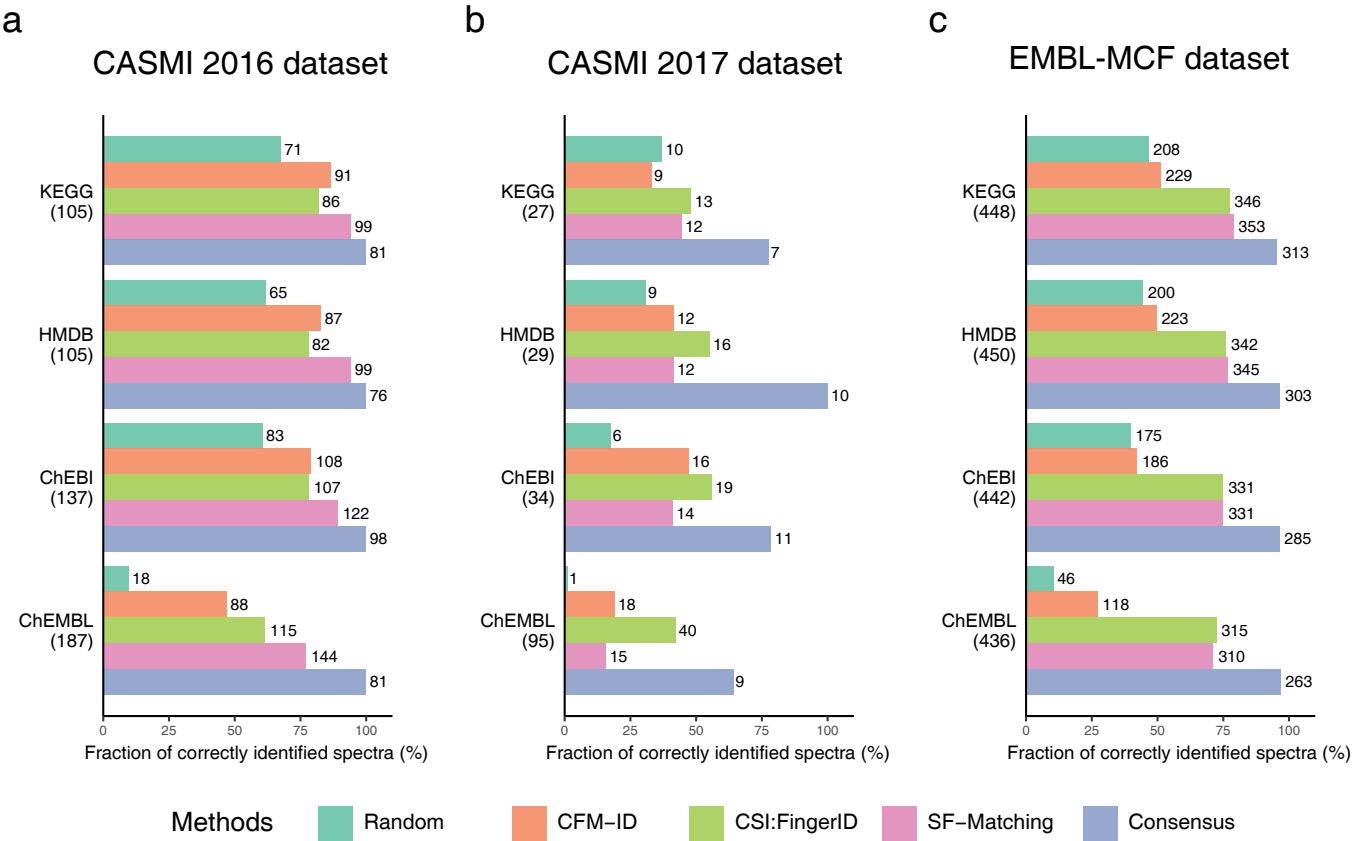 a
CASMI 2016 dataset
KEGG
(105)
71
91
86
99
81
HMDB
(105)
65
87
82
99
76
ChEBI
(137)
83
108
107
122
98
ChEMBL
(187)
18
88
115
144
81
0 25 50 75 100
Fraction of correctly identified spectra (%)
b
CASMI 2017 dataset
KEGG
(27)
10
9
13
12
7
HMDB
(29)
9
12
16
12
10
ChEBI
(34)
6
16
19
14
11
ChEMBL
(95)
1
18
40
15
9
0 25 50 75 100
Fraction of correctly identified spectra (%)
c
EMBL-MCF dataset
KEGG
(448)
208
229
346
353
313
HMDB
(450)
200
223
342
345
303
ChEBI
(442)
175
186
331
331
285
ChEMBL
(436)
46
118
315
310
263
0 25 50 75 100
Fraction of correctly identified spectra (%)
Methods Random CFM−ID CSI:FingerID SF−Matching Consensus